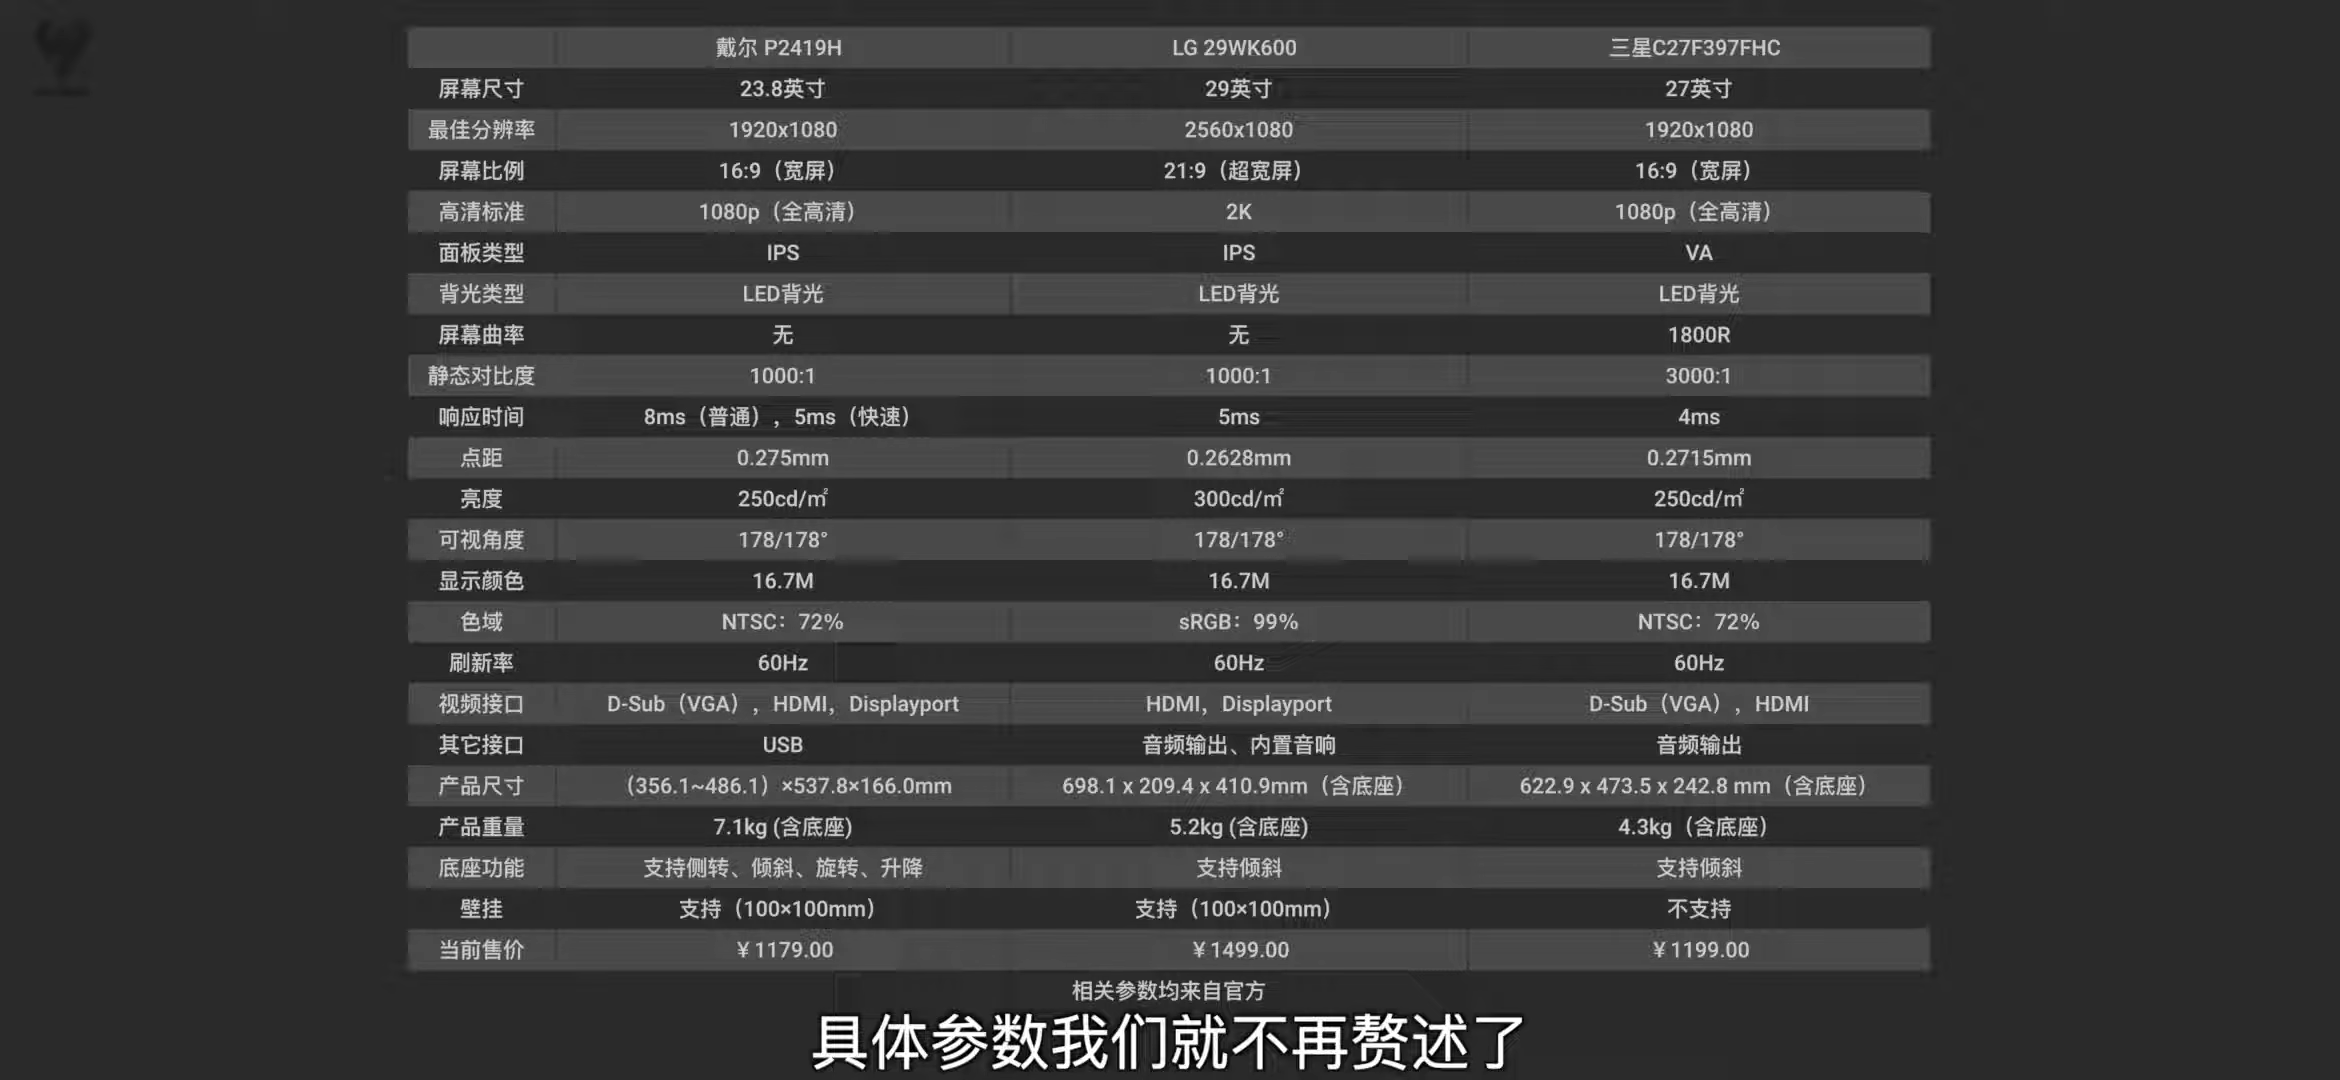 戴尔 P2419H LG 29WK600 三星C27F397FHC
屏幕尺寸 23.8英寸 29英寸 27英寸
最佳分辨率 1920x1080 2560x1080 1920x1080
屏幕比例 16:9（宽屏） 21:9（超宽屏） 16:9（宽屏）
高清标准 1080p（全高清） 2K 1080p（全高清）
面板类型 IPS IPS VA
背光类型 LED背光 LED背光 LED背光
屏幕曲率 无 无 1800R
静态对比度 1000:1 1000:1 3000:1
响应时间 8ms（普通），5ms（快速） 5ms 4ms
点距 0.275mm 0.2628mm 0.2715mm
亮度 250cd/㎡ 300cd/㎡ 250cd/㎡
可视角度 178/178° 178/178° 178/178°
显示颜色 16.7M 16.7M 16.7M
色域 NTSC：72% sRGB：99% NTSC：72%
刷新率 60Hz 60Hz 60Hz
视频接口 D-Sub（VGA），HDMI，Displayport HDMI，Displayport D-Sub（VGA），HDMI
其它接口 USB 音频输出、内置音响 音频输出
产品尺寸 （356.1~486.1）×537.8×166.0mm 698.1 x 209.4 x 410.9mm（含底座） 622.9 x 473.5 x 242.8 mm（含底座）
产品重量 7.1kg (含底座) 5.2kg (含底座) 4.3kg（含底座）
底座功能 支持侧转、倾斜、旋转、升降 支持倾斜 支持倾斜
壁挂 支持（100×100mm） 支持（100×100mm） 不支持
当前售价 ￥1179.00 ￥1499.00 ￥1199.00
相关参数均来自官方
具体参数我们就不再赘述了